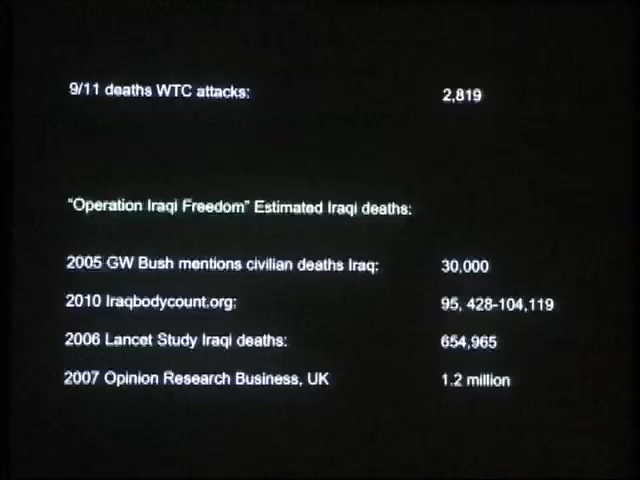 9/11 deaths WTC attacks: 2,819
"Operation Iraqi Freedom" Estimated Iraqi deaths:
2005 GW Bush mentions civilian deaths Iraq: 30,000
2010 Iraqbodycount.org: 95, 428-104,119
2006 Lancet Study Iraqi deaths: 654,965
2007 Opinion Research Business, UK 1.2 million